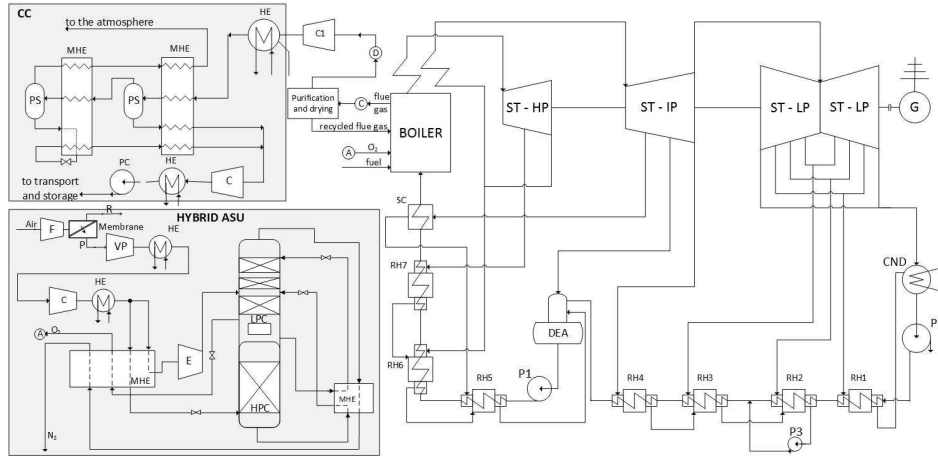 CC
to the atmosphere
MHE
MHE
HE
C1
D
PS
PS
Purification
and drying
C
flue
gas
recycled flue gas
BOILER
A
O₂
fuel
PC
HE
C
to transport
and storage
ST - HP
ST - IP
ST - LP
ST - LP
G
HYBRID ASU
R
Air
F
Membrane
P
VP
HE
C
HE
A
O₂
E
MHE
N₂
LPC
HPC
MHE
SC
RH7
RH6
RH5
P1
DEA
RH4
RH3
RH2
RH1
P3
CND
P